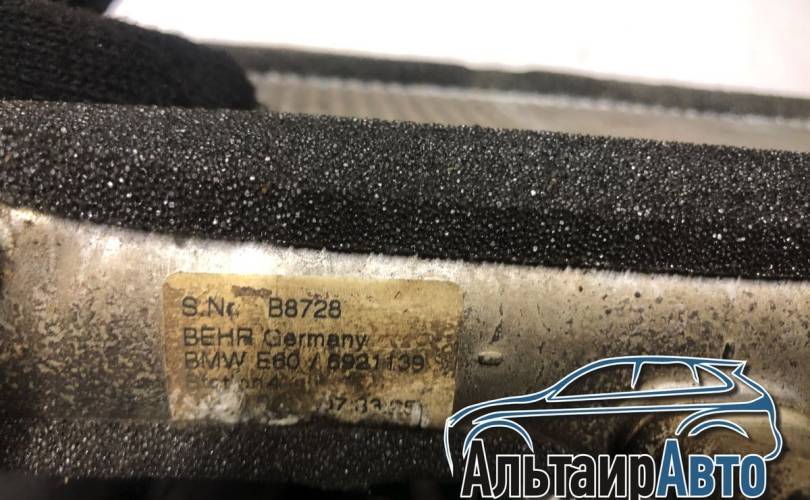 S.Nr. B8728
BEHR Germany
BMW E60 / 6921139
АльтаирАвто